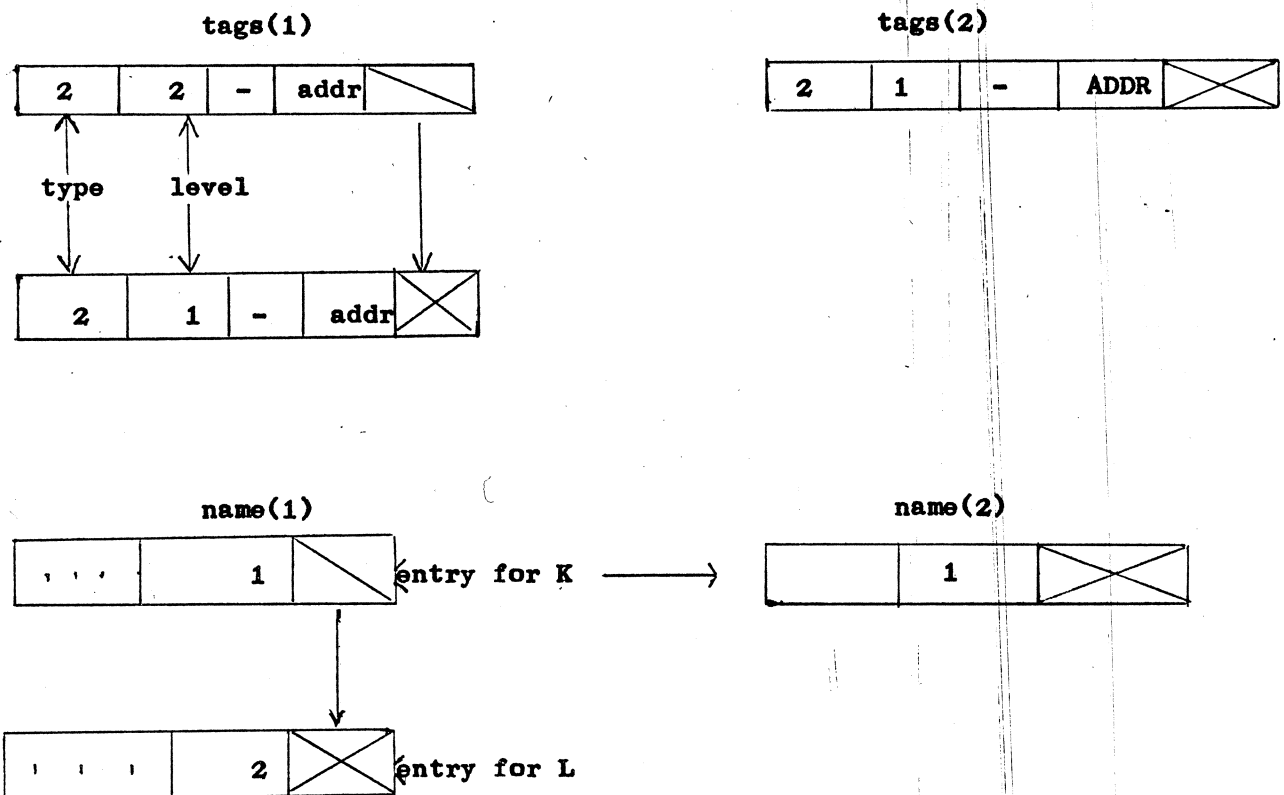 tags(1)
tags(2)
2 2 - addr
2 1 - ADDR
type level
2 1 - addr
name(1)
name(2)
, , , 1 entry for K
1
' ' ' 2 entry for L